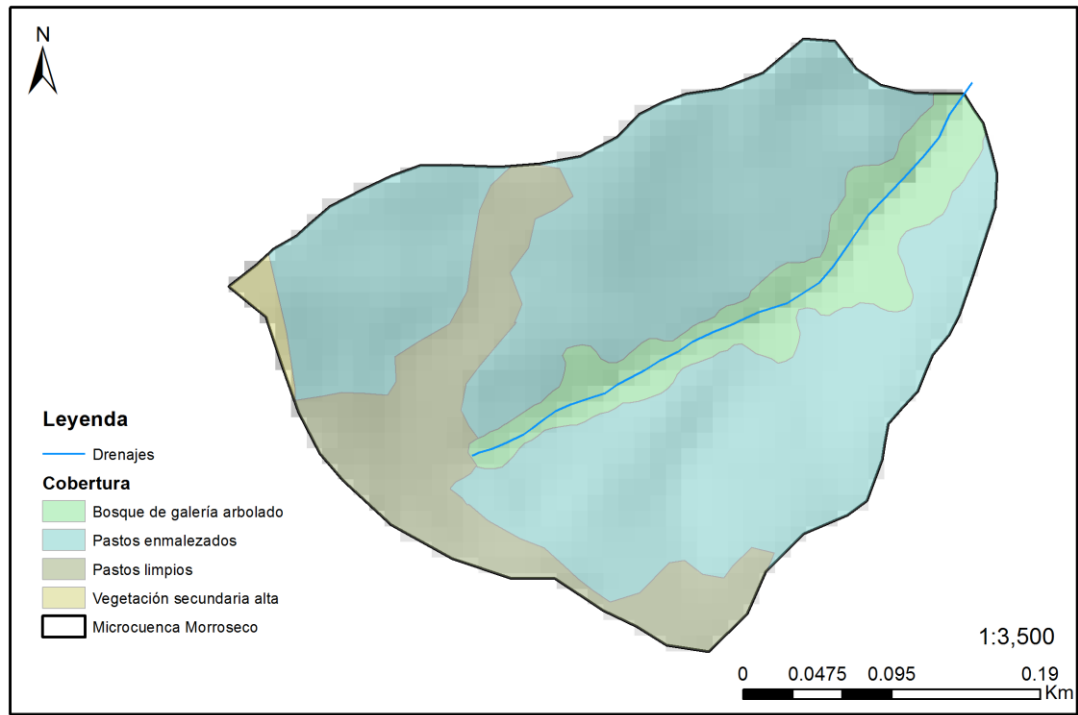 N
Leyenda
Drenajes
Cobertura
Bosque de galería arbolado
Pastos enmalezados
Pastos limpios
Vegetación secundaria alta
Microcuenca Morroseco
1:3,500
0 0.0475 0.095 0.19
Km